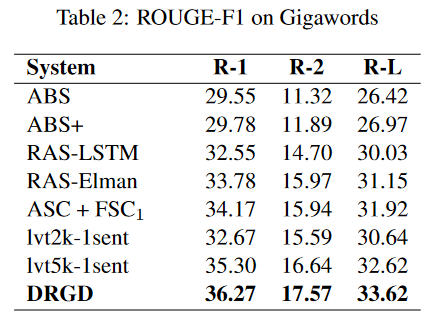 Table 2: ROUGE-F1 on Gigawords
System R-1 R-2 R-L
ABS 29.55 11.32 26.42
ABS+ 29.78 11.89 26.97
RAS-LSTM 32.55 14.70 30.03
RAS-Elman 33.78 15.97 31.15
ASC + FSC₁ 34.17 15.94 31.92
lvt2k-1sent 32.67 15.59 30.64
lvt5k-1sent 35.30 16.64 32.62
DRGD 36.27 17.57 33.62